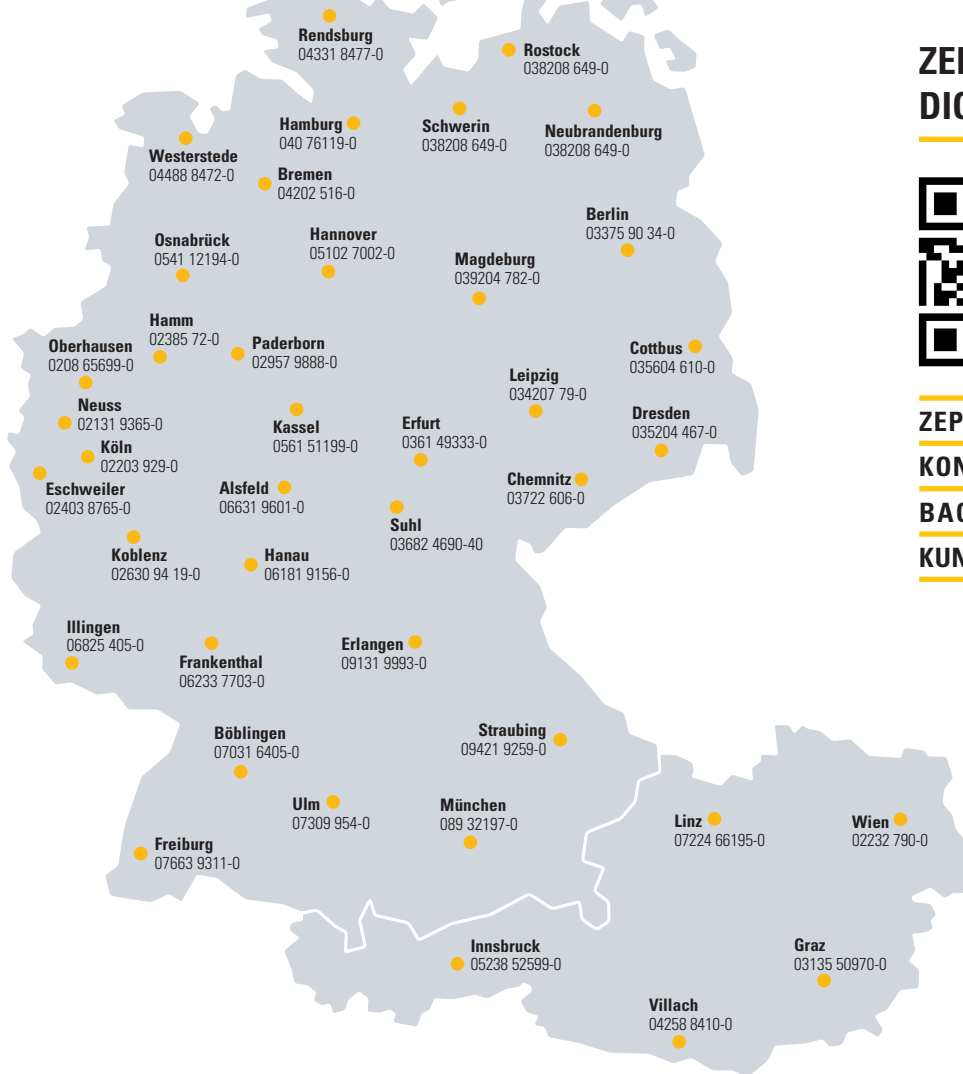 Rendsburg
04331 8477-0
Rostock
038208 649-0
Hamburg
040 76119-0
Schwerin
038208 649-0
Neubrandenburg
038208 649-0
Westerstede
04488 8472-0
Bremen
04202 516-0
Berlin
03375 90 34-0
Osnabrück
0541 12194-0
Hannover
05102 7002-0
Magdeburg
039204 782-0
Hamm
02385 72-0
Oberhausen
0208 65699-0
Paderborn
02957 9888-0
Cottbus
035604 610-0
Leipzig
034207 79-0
Neuss
02131 9365-0
Kassel
0561 51199-0
Erfurt
0361 49333-0
Dresden
035204 467-0
Köln
02203 929-0
Eschweiler
02403 8765-0
Alsfeld
06631 9601-0
Chemnitz
03722 606-0
Suhl
03682 4690-40
Koblenz
02630 94 19-0
Hanau
06181 9156-0
Illingen
06825 405-0
Frankenthal
06233 7703-0
Erlangen
09131 9993-0
Böblingen
07031 6405-0
Straubing
09421 9259-0
Ulm
07309 954-0
München
089 32197-0
Linz
07224 66195-0
Wien
02232 790-0
Freiburg
07663 9311-0
Innsbruck
05238 52599-0
Graz
03135 50970-0
Villach
04258 8410-0
ZEP
KON
KUN